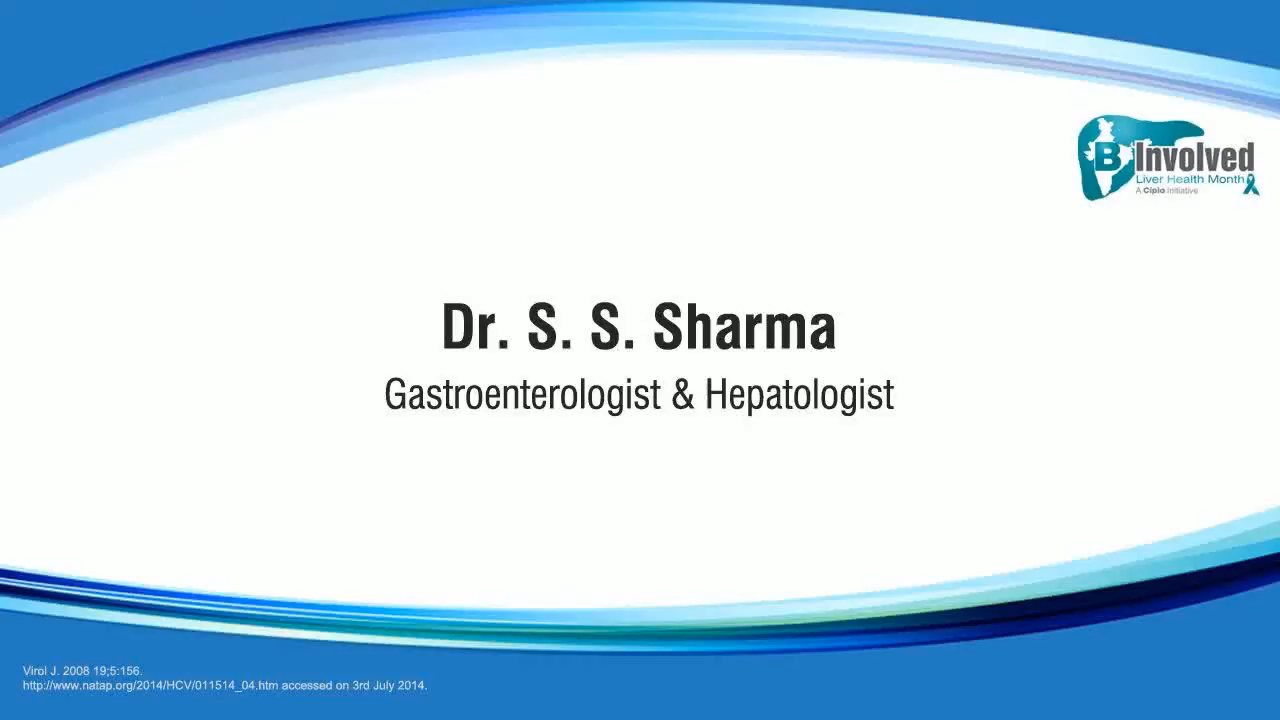 B Involved
Liver Health Month
A Cipla Initiative
Dr. S. S. Sharma
Gastroenterologist & Hepatologist
Virol J. 2008 19;5:156.
http://www.natap.org/2014/HCV/011514_04.htm accessed on 3rd July 2014.